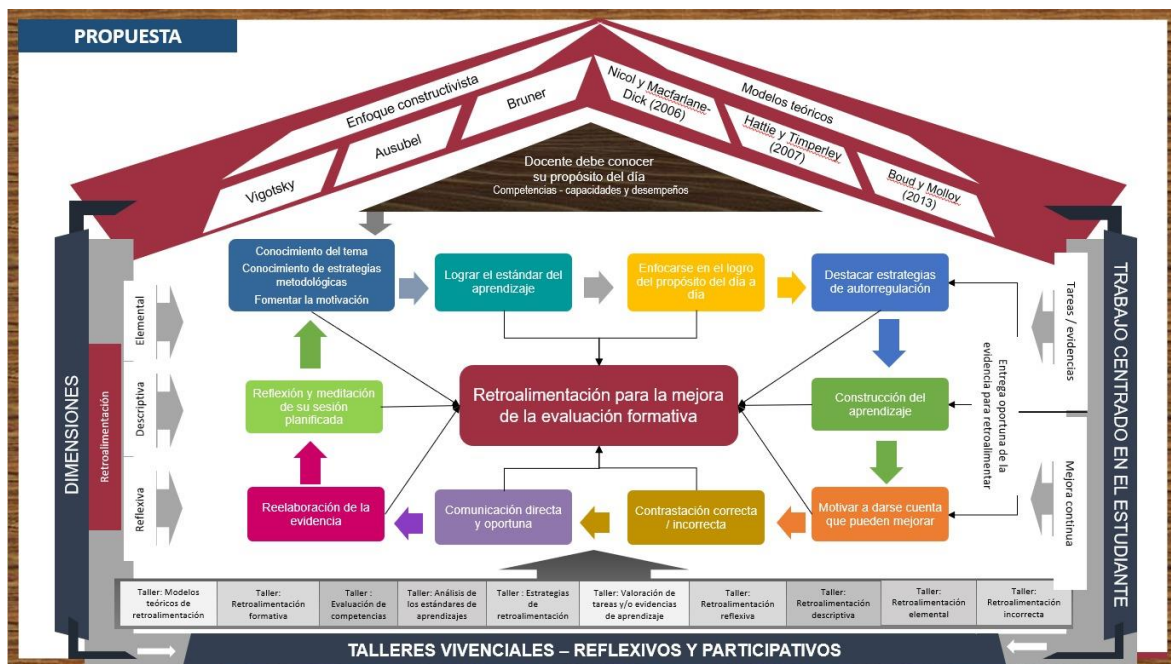 PROPUESTA
Enfoque constructivista
Vigotsky
Ausubel
Bruner
Modelos teóricos
Nicol y Macfarlane-
Dick (2006)
Hattie y Timperley
(2007)
Boud y Molloy
(2013)
Docente debe conocer
su propósito del día
Competencias - capacidades y desempeños
DIMENSIONES
Retroalimentación
Elemental
Descriptiva
Reflexiva
Conocimiento del tema
Conocimiento de estrategias
metodológicas
Fomentar la motivación
Lograr el estándar del
aprendizaje
Enfocarse en el logro
del propósito del día a
día
Destacar estrategias
de autorregulación
Reflexión y meditación
de su sesión
planificada
Retroalimentación para la mejora
de la evaluación formativa
Construcción del
aprendizaje
Reelaboración de la
evidencia
Comunicación directa
y oportuna
Contrastación correcta
/ incorrecta
Motivar a darse cuenta
que pueden mejorar
Entrega oportuna de la
evidencia para retroalimentar
Tareas / evidencias
Mejora continua
TRABAJO CENTRADO EN EL ESTUDIANTE
Taller: Modelos
teóricos de
retroalimentación
Taller:
Retroalimentación
formativa
Taller :
Evaluación de
competencias
Taller: Análisis de
los estándares de
aprendizajes
Taller : Estrategias
de
retroalimentación
Taller: Valoración de
tareas y/o evidencias
de aprendizaje
Taller:
Retroalimentación
reflexiva
Taller:
Retroalimentación
descriptiva
Taller:
Retroalimentación
elemental
Taller:
Retroalimentación
incorrecta
TALLERES VIVENCIALES – REFLEXIVOS Y PARTICIPATIVOS